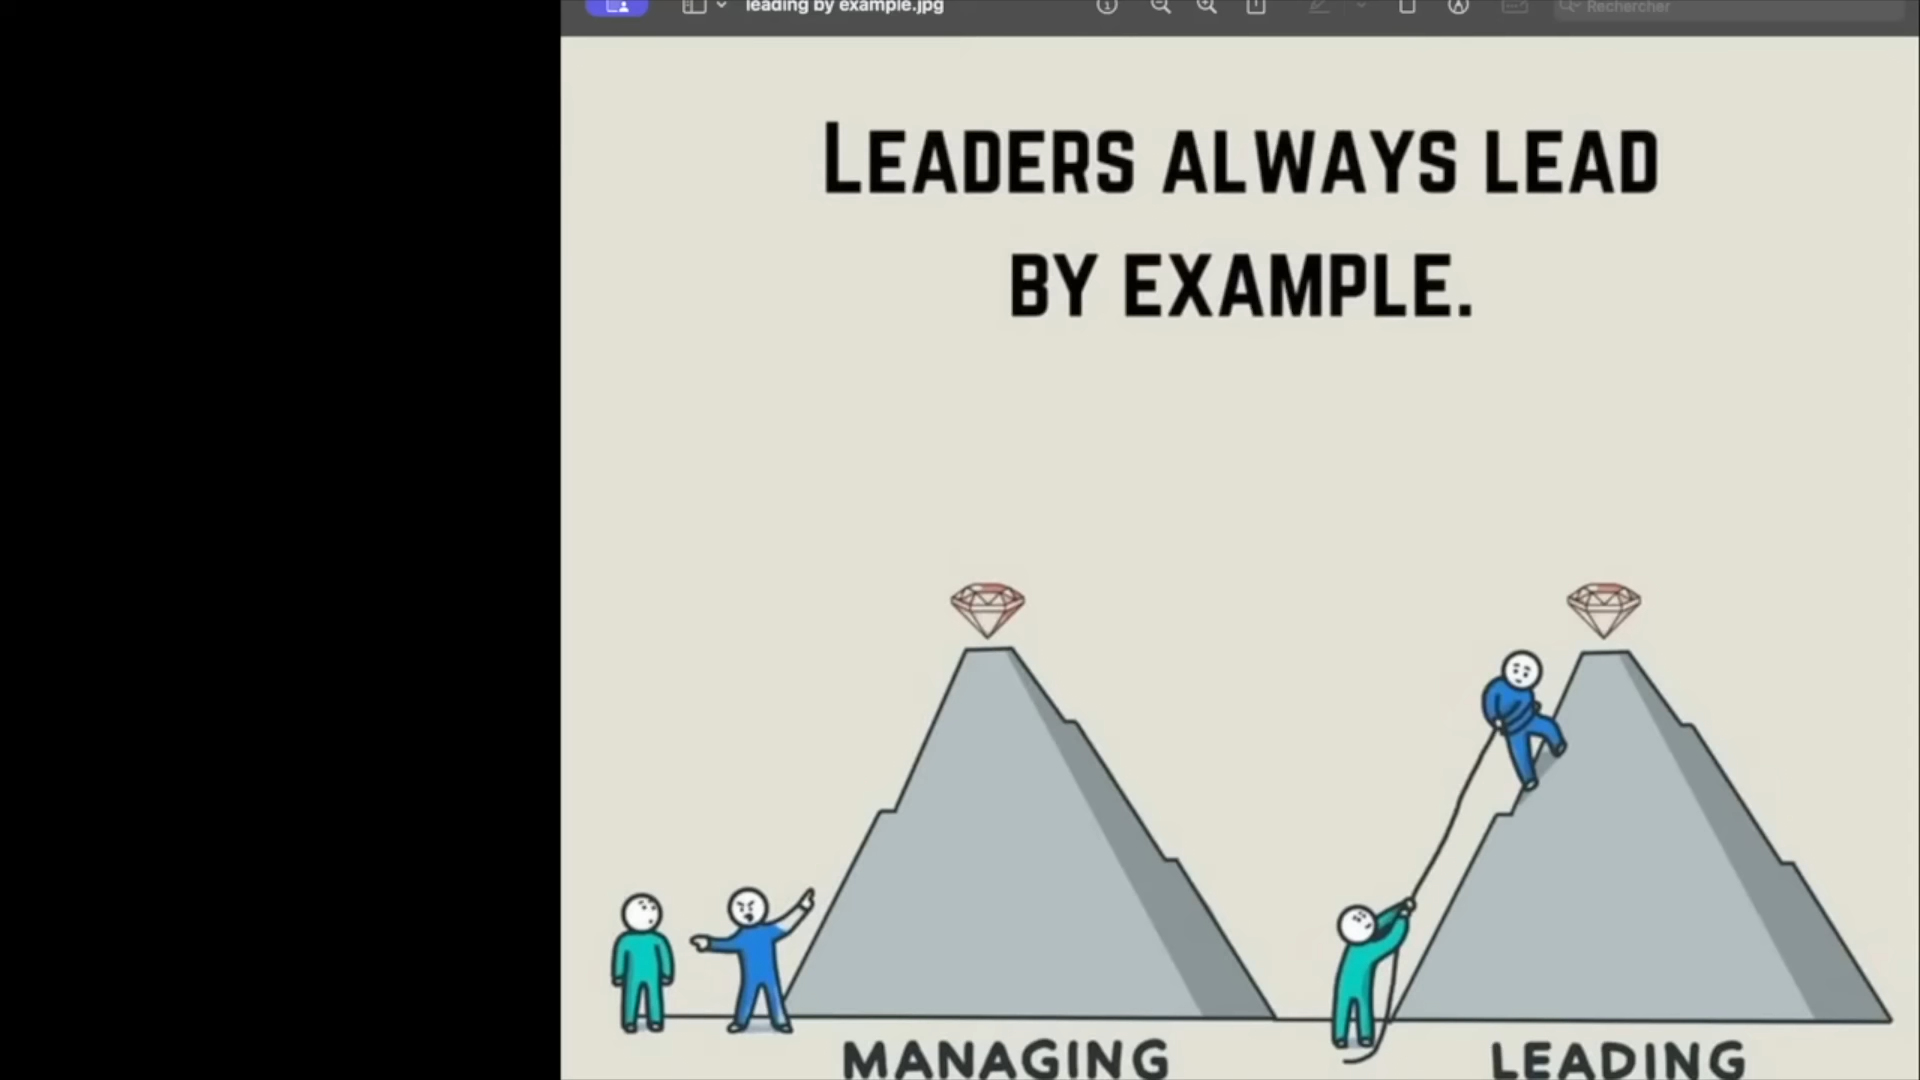 leading by example.jpg
Rechercher
LEADERS ALWAYS LEAD
BY EXAMPLE.
MANAGING
LEADING